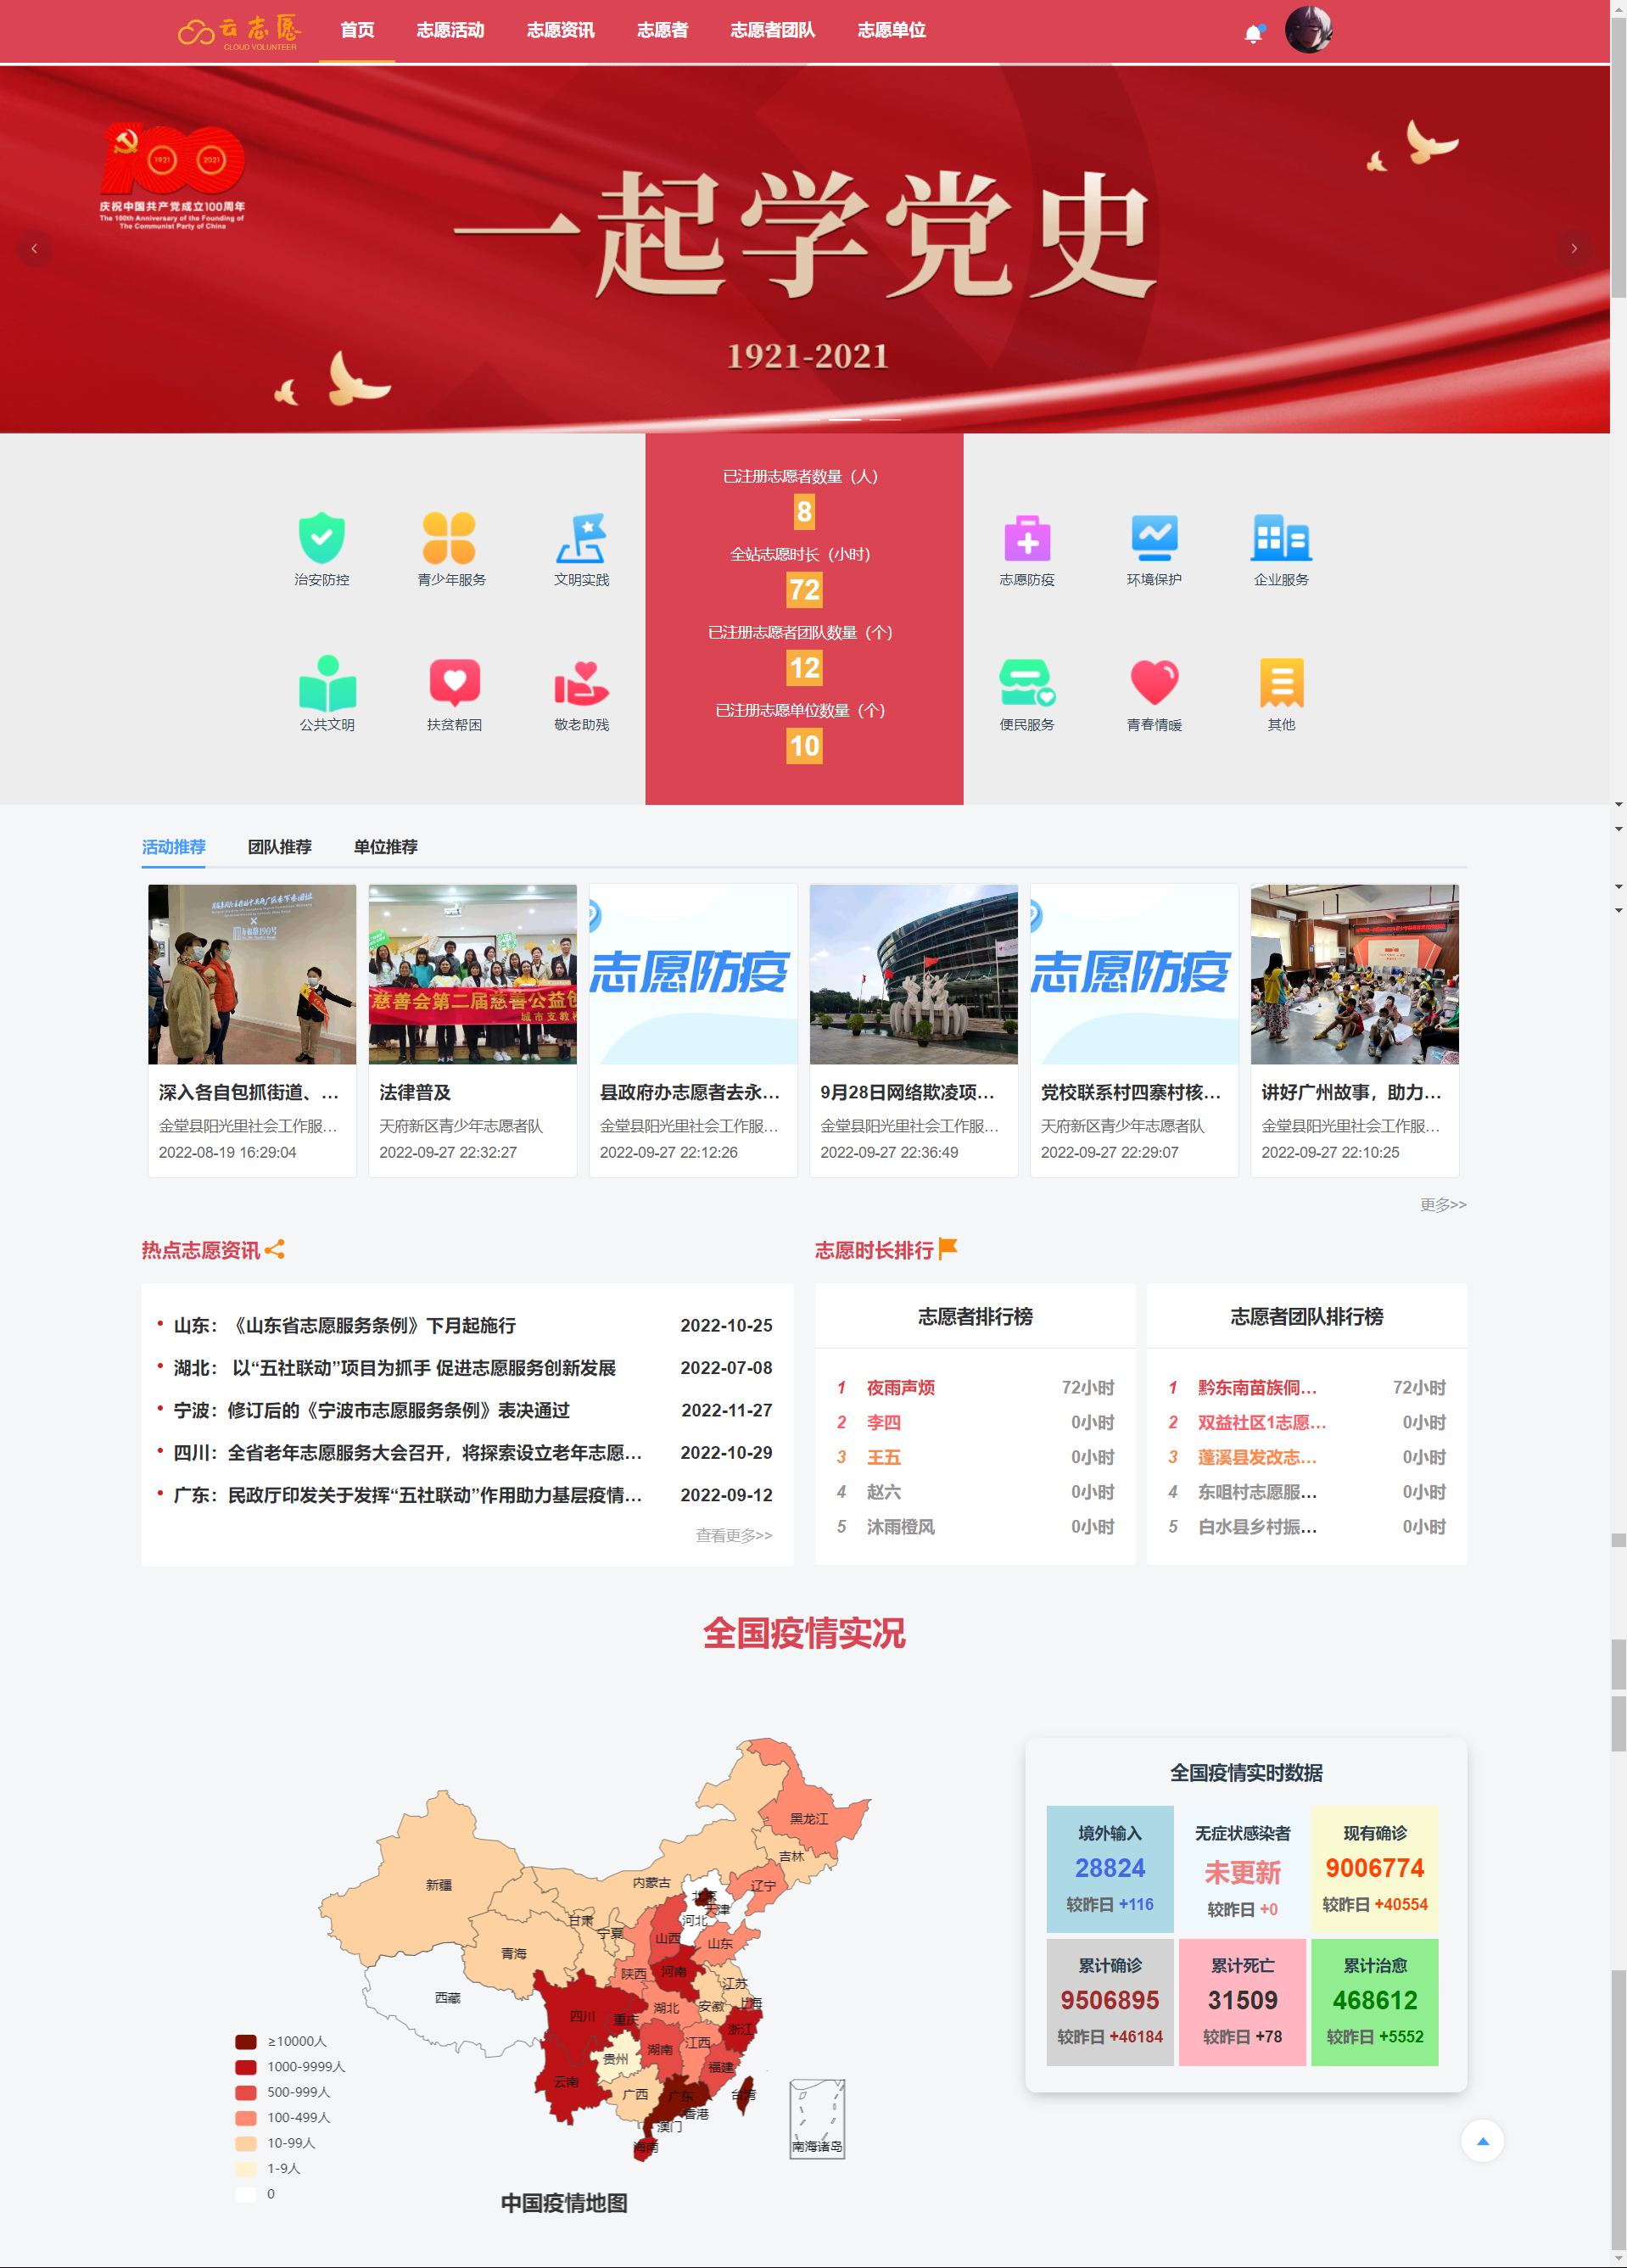 云志愿
CLOUD VOLUNTEER
首页 志愿活动 志愿资讯 志愿者 志愿者团队 志愿单位
100
1921 2021
庆祝中国共产党成立100周年
The 100th Anniversary of the Founding of
The Communist Party of China
一起学党史
1921-2021
已注册志愿者数量（人）
8
全站志愿时长（小时）
72
已注册志愿者团队数量（个）
12
已注册志愿单位数量（个）
10
治安防控 青少年服务 文明实践
公共文明 扶贫帮困 敬老助残
志愿防疫 环境保护 企业服务
便民服务 青春情暖 其他
活动推荐 团队推荐 单位推荐
X
慈善会第二届慈善公益创
城市支教
志愿防疫
志愿防疫
深入各自包抓街道、...
金堂县阳光里社会工作服...
2022-08-19 16:29:04
法律普及
天府新区青少年志愿者队
2022-09-27 22:32:27
县政府办志愿者去永...
金堂县阳光里社会工作服...
2022-09-27 22:12:26
9月28日网络欺凌项...
金堂县阳光里社会工作服...
2022-09-27 22:36:49
党校联系村四寨村核...
天府新区青少年志愿者队
2022-09-27 22:29:07
讲好广州故事，助力...
金堂县阳光里社会工作服...
2022-09-27 22:10:25
更多>>
热点志愿资讯
山东：《山东省志愿服务条例》下月起施行 2022-10-25
湖北： 以“五社联动”项目为抓手 促进志愿服务创新发展 2022-07-08
宁波：修订后的《宁波市志愿服务条例》表决通过 2022-11-27
四川：全省老年志愿服务大会召开，将探索设立老年志愿... 2022-10-29
广东：民政厅印发关于发挥“五社联动”作用助力基层疫情... 2022-09-12
查看更多>>
志愿时长排行
志愿者排行榜
1 夜雨声烦 72小时
2 李四 0小时
3 王五 0小时
4 赵六 0小时
5 沐雨橙风 0小时
志愿者团队排行榜
1 黔东南苗族侗... 72小时
2 双益社区1志愿... 0小时
3 蓬溪县发改志... 0小时
4 东咀村志愿服... 0小时
5 白水县乡村振... 0小时
全国疫情实况
黑龙江
吉林
辽宁
内蒙古
新疆
北京
天津
河北
甘肃
宁夏
山西
山东
青海
陕西
河南
江苏
西藏
安徽
上海
湖北
四川
重庆
浙江
江西
湖南
贵州
福建
云南
广西
广东
台湾
香港
澳门
海南
南海诸岛
≥10000人
1000-9999人
500-999人
100-499人
10-99人
1-9人
0
中国疫情地图
全国疫情实时数据
境外输入
28824
较昨日 +116
无症状感染者
未更新
较昨日 +0
现有确诊
9006774
较昨日 +40554
累计确诊
9506895
较昨日 +46184
累计死亡
31509
较昨日 +78
累计治愈
468612
较昨日 +5552